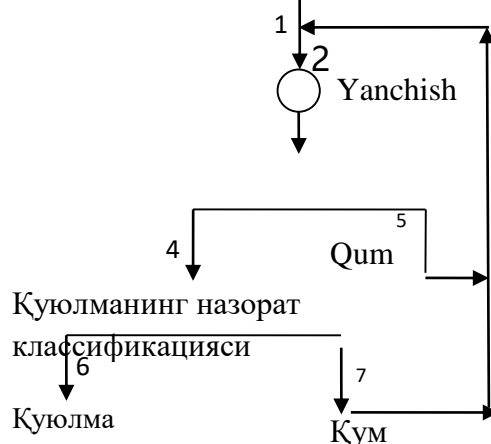 1
2
Yanchish
4
5
Qum
Қуюлманинг назорат
классификацияси
6
7
Қуюлма
Қум